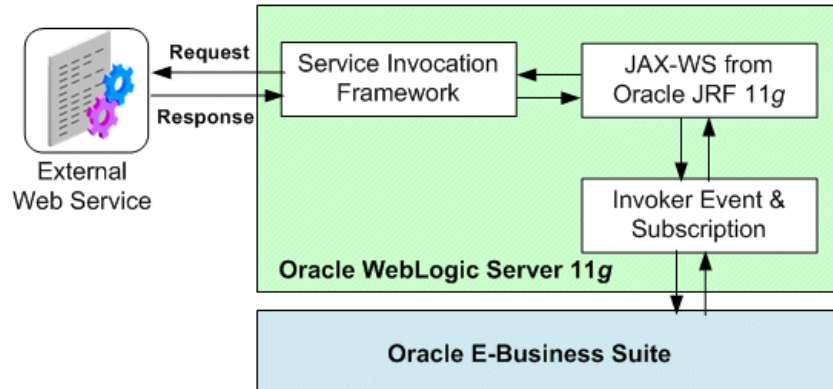 Request
Response
External
Web Service
Service Invocation
Framework
JAX-WS from
Oracle JRF 11g
Invoker Event &
Subscription
Oracle WebLogic Server 11g
Oracle E-Business Suite